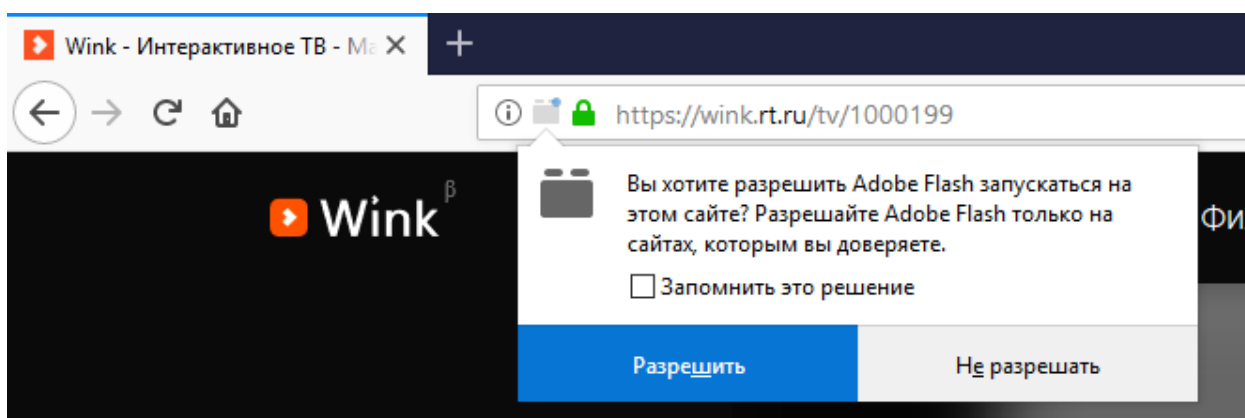 Wink - Интерактивное ТВ - Ma
https://wink.rt.ru/tv/1000199
Wink β
Вы хотите разрешить Adobe Flash запускаться на
этом сайте? Разрешайте Adobe Flash только на
сайтах, которым вы доверяете.
Запомнить это решение
Разрешить
Не разрешать
Фи